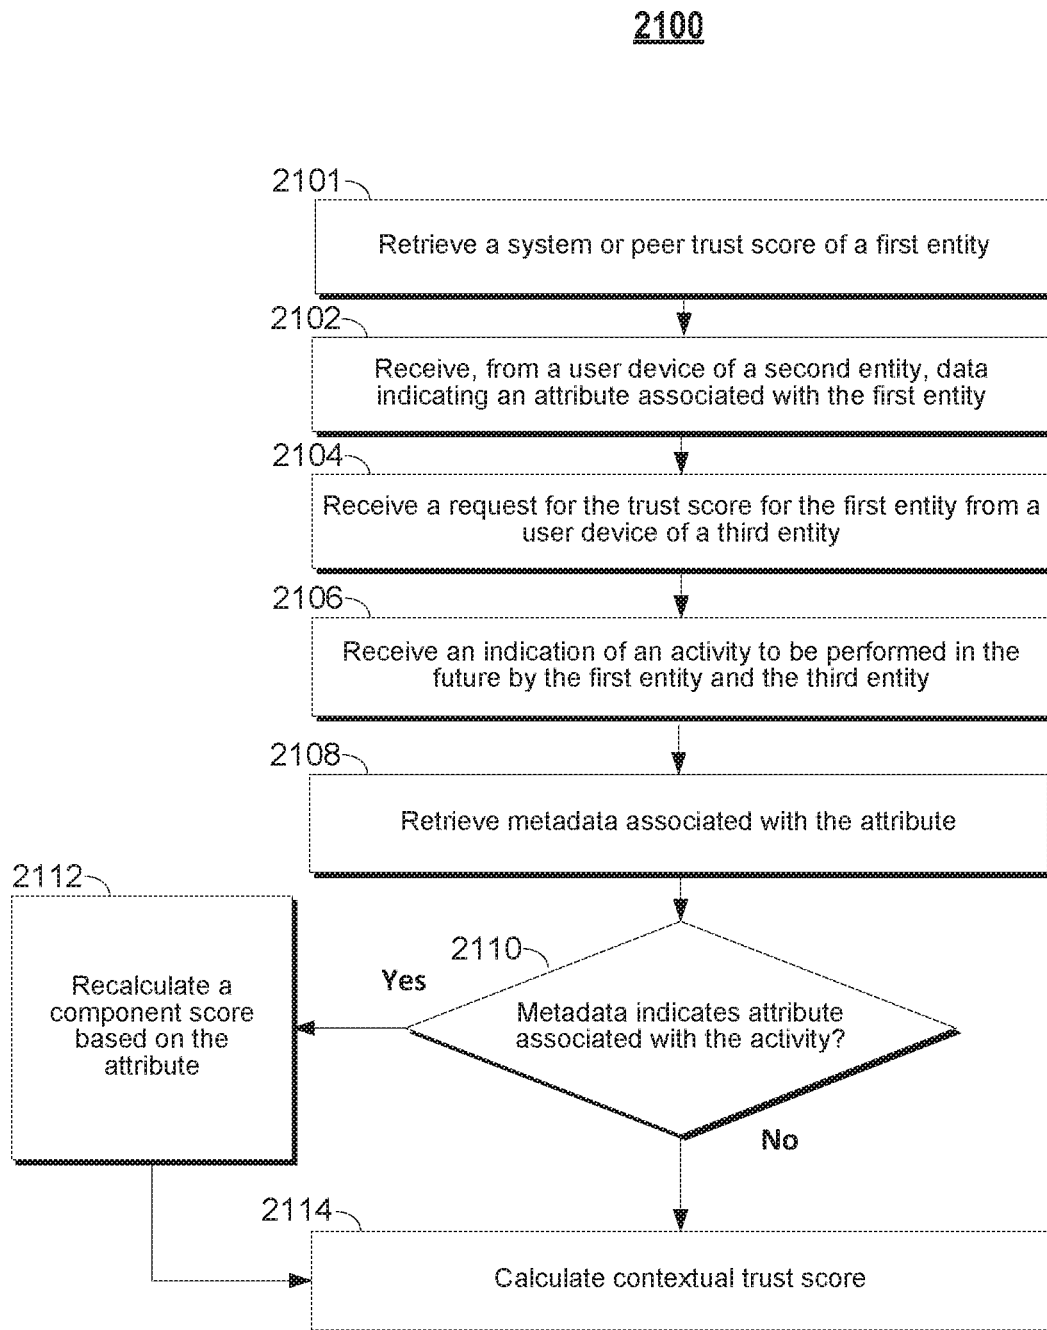 2100
2101
Retrieve a system or peer trust score of a first entity
2102
Receive, from a user device of a second entity, data
indicating an attribute associated with the first entity
2104
Receive a request for the trust score for the first entity from a
user device of a third entity
2106
Receive an indication of an activity to be performed in the
future by the first entity and the third entity
2108
Retrieve metadata associated with the attribute
2112
Recalculate a
component score
based on the
attribute
2110
Yes
Metadata indicates attribute
associated with the activity?
No
2114
Calculate contextual trust score